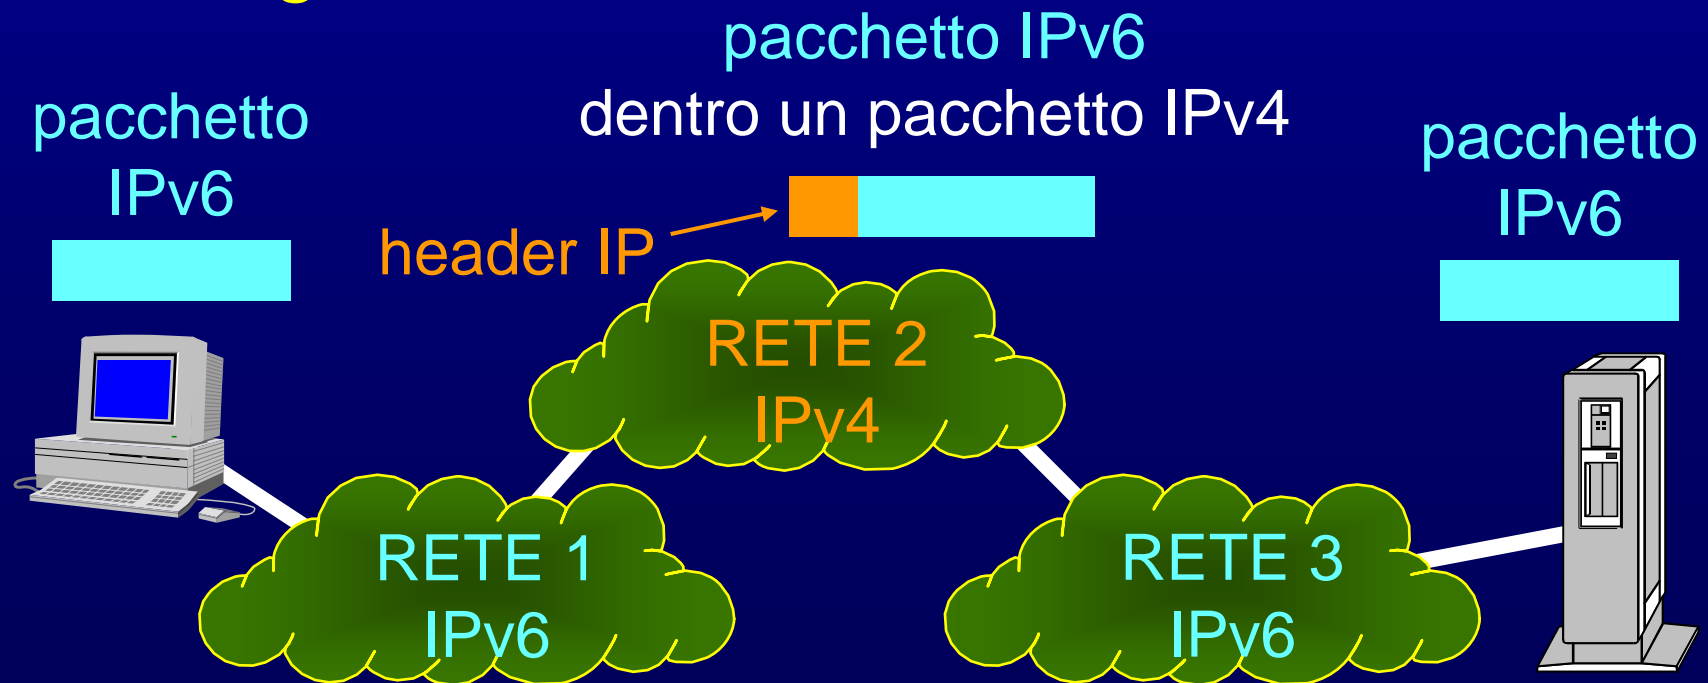 pacchetto IPv6
dentro un pacchetto IPv4
pacchetto
IPv6
header IP
pacchetto
IPv6
RETE 2
IPv4
RETE 1
IPv6
RETE 3
IPv6